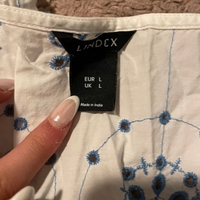 LINDEX
EUR L
UK L
Made in India